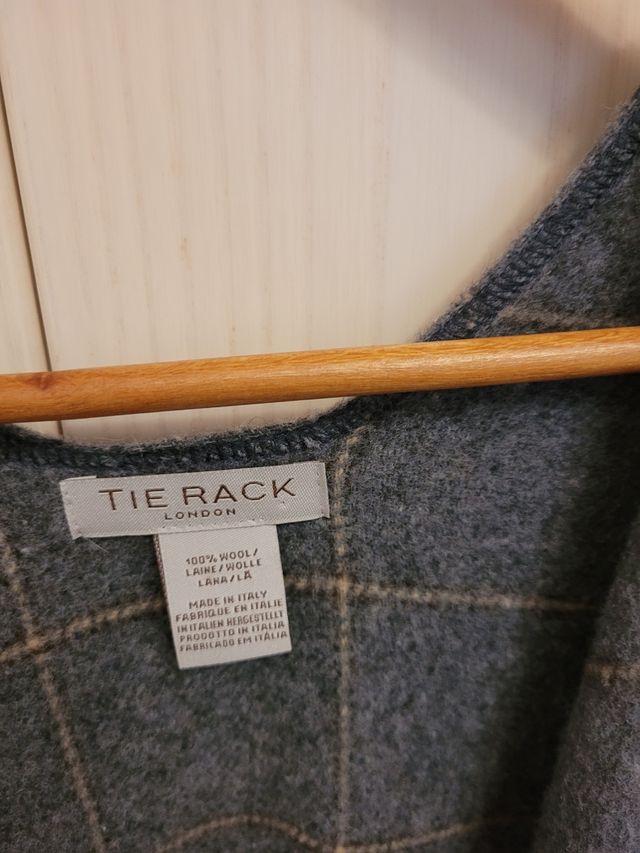 TIE RACK
LONDON
100% WOOL/
LAINE/WOLLE
LANA/LÃ
MADE IN ITALY
FABRIQUE EN ITALIE
IN ITALIEN HERGESTELLT
PRODOTTO IN ITALIA
FABRICADO EM ITÁLIA